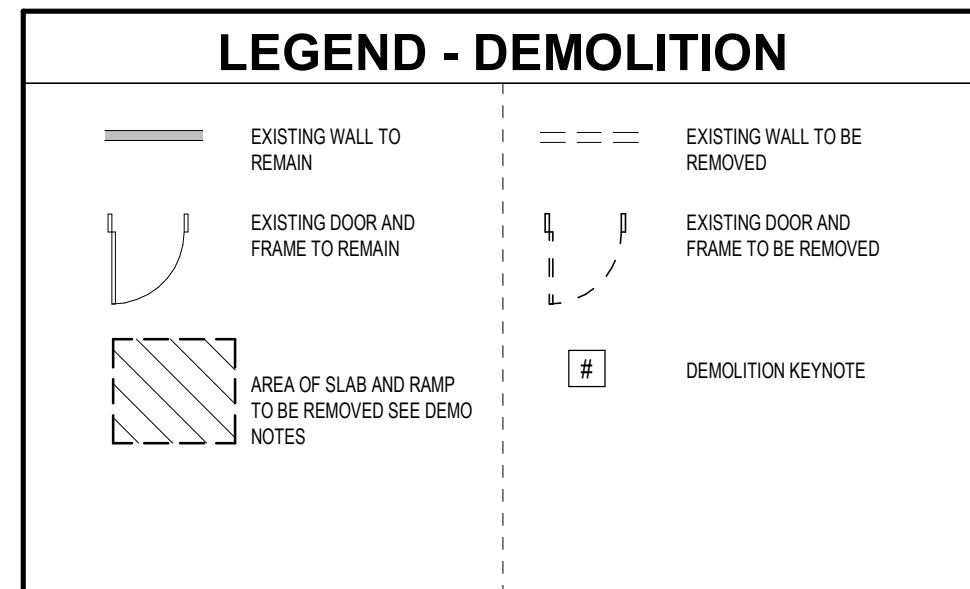 LEGEND - DEMOLITION
EXISTING WALL TO
REMAIN
EXISTING DOOR AND
FRAME TO REMAIN
AREA OF SLAB AND RAMP
TO BE REMOVED SEE DEMO
NOTES
EXISTING WALL TO BE
REMOVED
EXISTING DOOR AND
FRAME TO BE REMOVED
#
DEMOLITION KEYNOTE